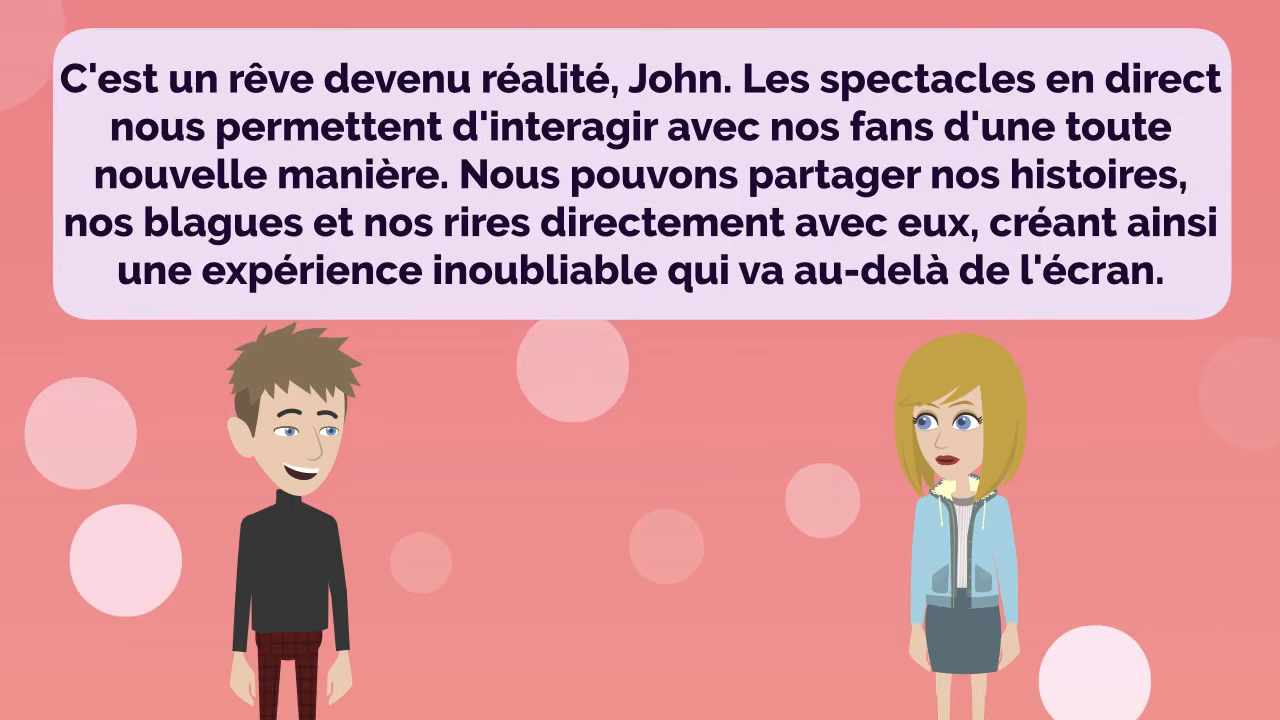 C'est un rêve devenu réalité, John. Les spectacles en direct
nous permettent d'interagir avec nos fans d'une toute
nouvelle manière. Nous pouvons partager nos histoires,
nos blagues et nos rires directement avec eux, créant ainsi
une expérience inoubliable qui va au-delà de l'écran.